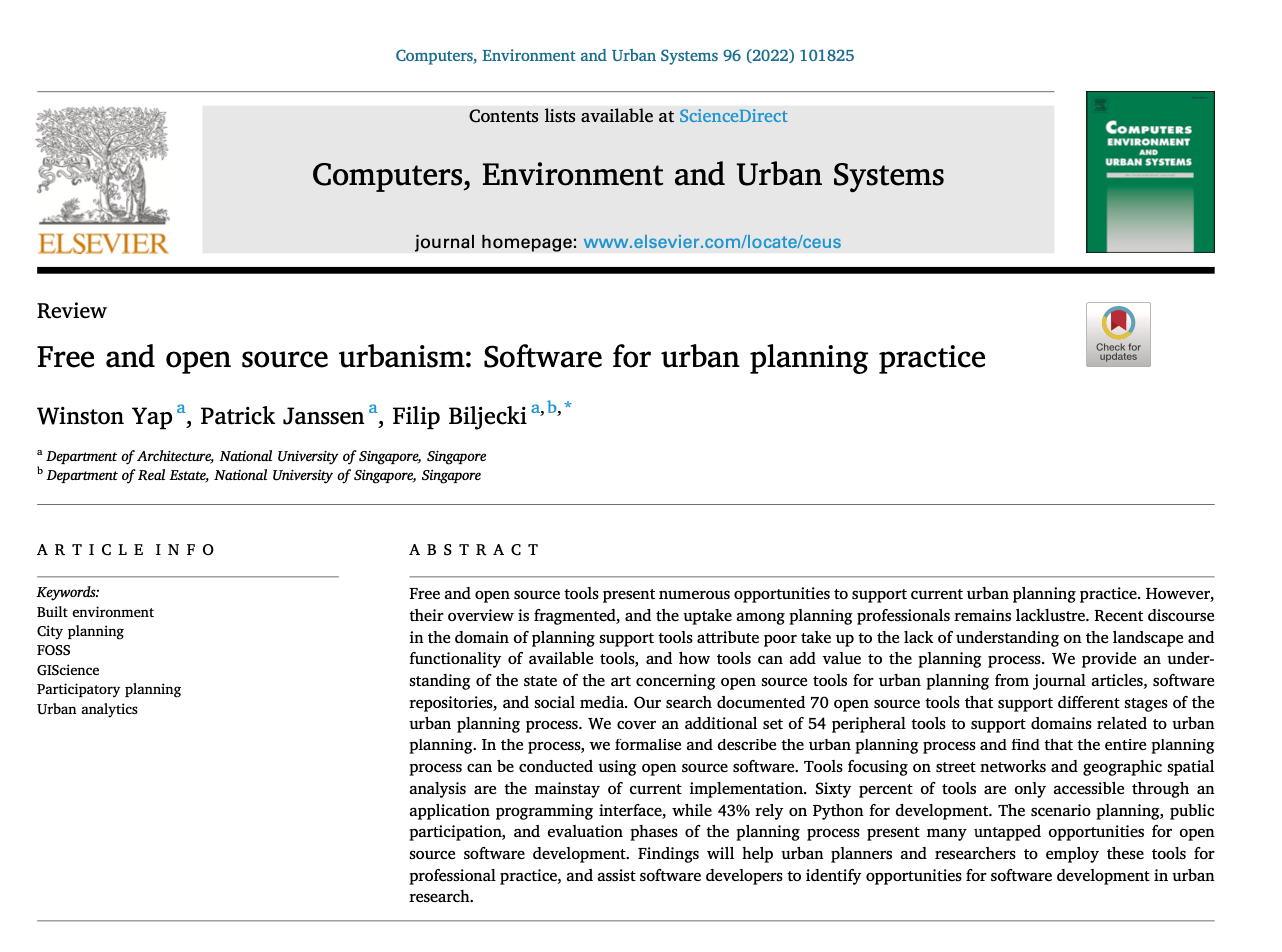 Computers, Environment and Urban Systems 96 (2022) 101825
Contents lists available at ScienceDirect
Computers, Environment and Urban Systems
journal homepage: www.elsevier.com/locate/ceus
ELSEVIER
COMPUTERS
ENVIRONMENT
AND
URBAN SYSTEMS
Review
Check for
updates
Free and open source urbanism: Software for urban planning practice
Winston Yap a, Patrick Janssen a, Filip Biljecki a,b,*
a Department of Architecture, National University of Singapore, Singapore
b Department of Real Estate, National University of Singapore, Singapore
ARTICLE INFO
Keywords:
Built environment
City planning
FOSS
GIScience
Participatory planning
Urban analytics
ABSTRACT
Free and open source tools present numerous opportunities to support current urban planning practice. However,
their overview is fragmented, and the uptake among planning professionals remains lacklustre. Recent discourse
in the domain of planning support tools attribute poor take up to the lack of understanding on the landscape and
functionality of available tools, and how tools can add value to the planning process. We provide an under-
standing of the state of the art concerning open source tools for urban planning from journal articles, software
repositories, and social media. Our search documented 70 open source tools that support different stages of the
urban planning process. We cover an additional set of 54 peripheral tools to support domains related to urban
planning. In the process, we formalise and describe the urban planning process and find that the entire planning
process can be conducted using open source software. Tools focusing on street networks and geographic spatial
analysis are the mainstay of current implementation. Sixty percent of tools are only accessible through an
application programming interface, while 43% rely on Python for development. The scenario planning, public
participation, and evaluation phases of the planning process present many untapped opportunities for open
source software development. Findings will help urban planners and researchers to employ these tools for
professional practice, and assist software developers to identify opportunities for software development in urban
research.